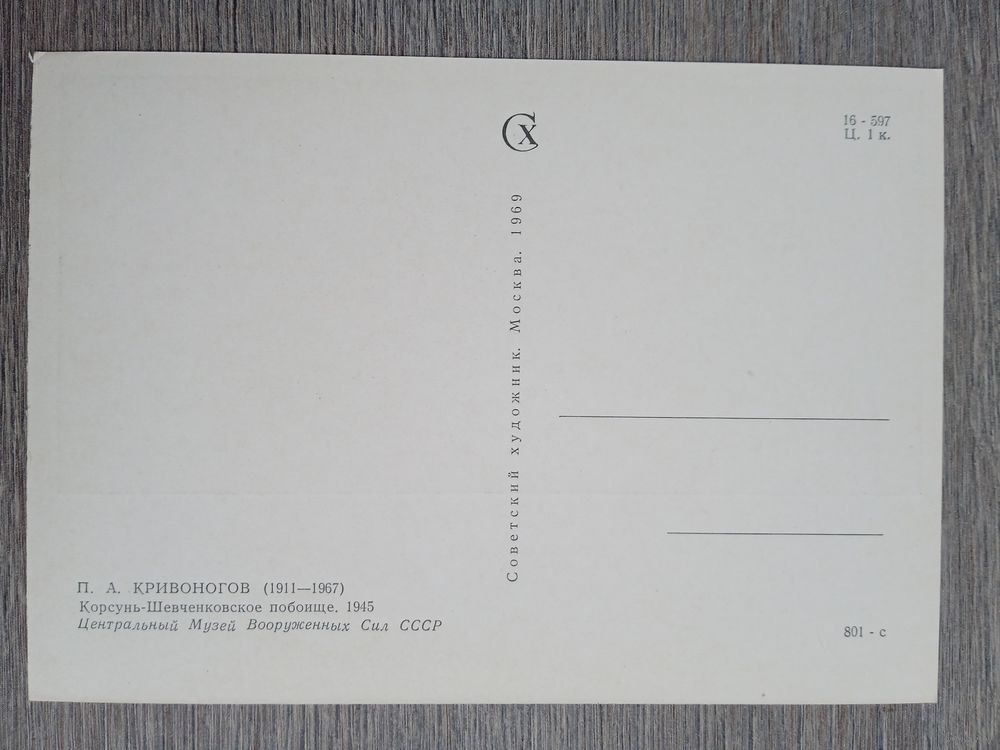 Сх
16 - 597
Ц. 1 к.
Советский художник. Москва. 1969
П. А. КРИВОНОГОВ (1911—1967)
Корсунь-Шевченковское побоище. 1945
Центральный Музей Вооруженных Сил СССР
801 - с